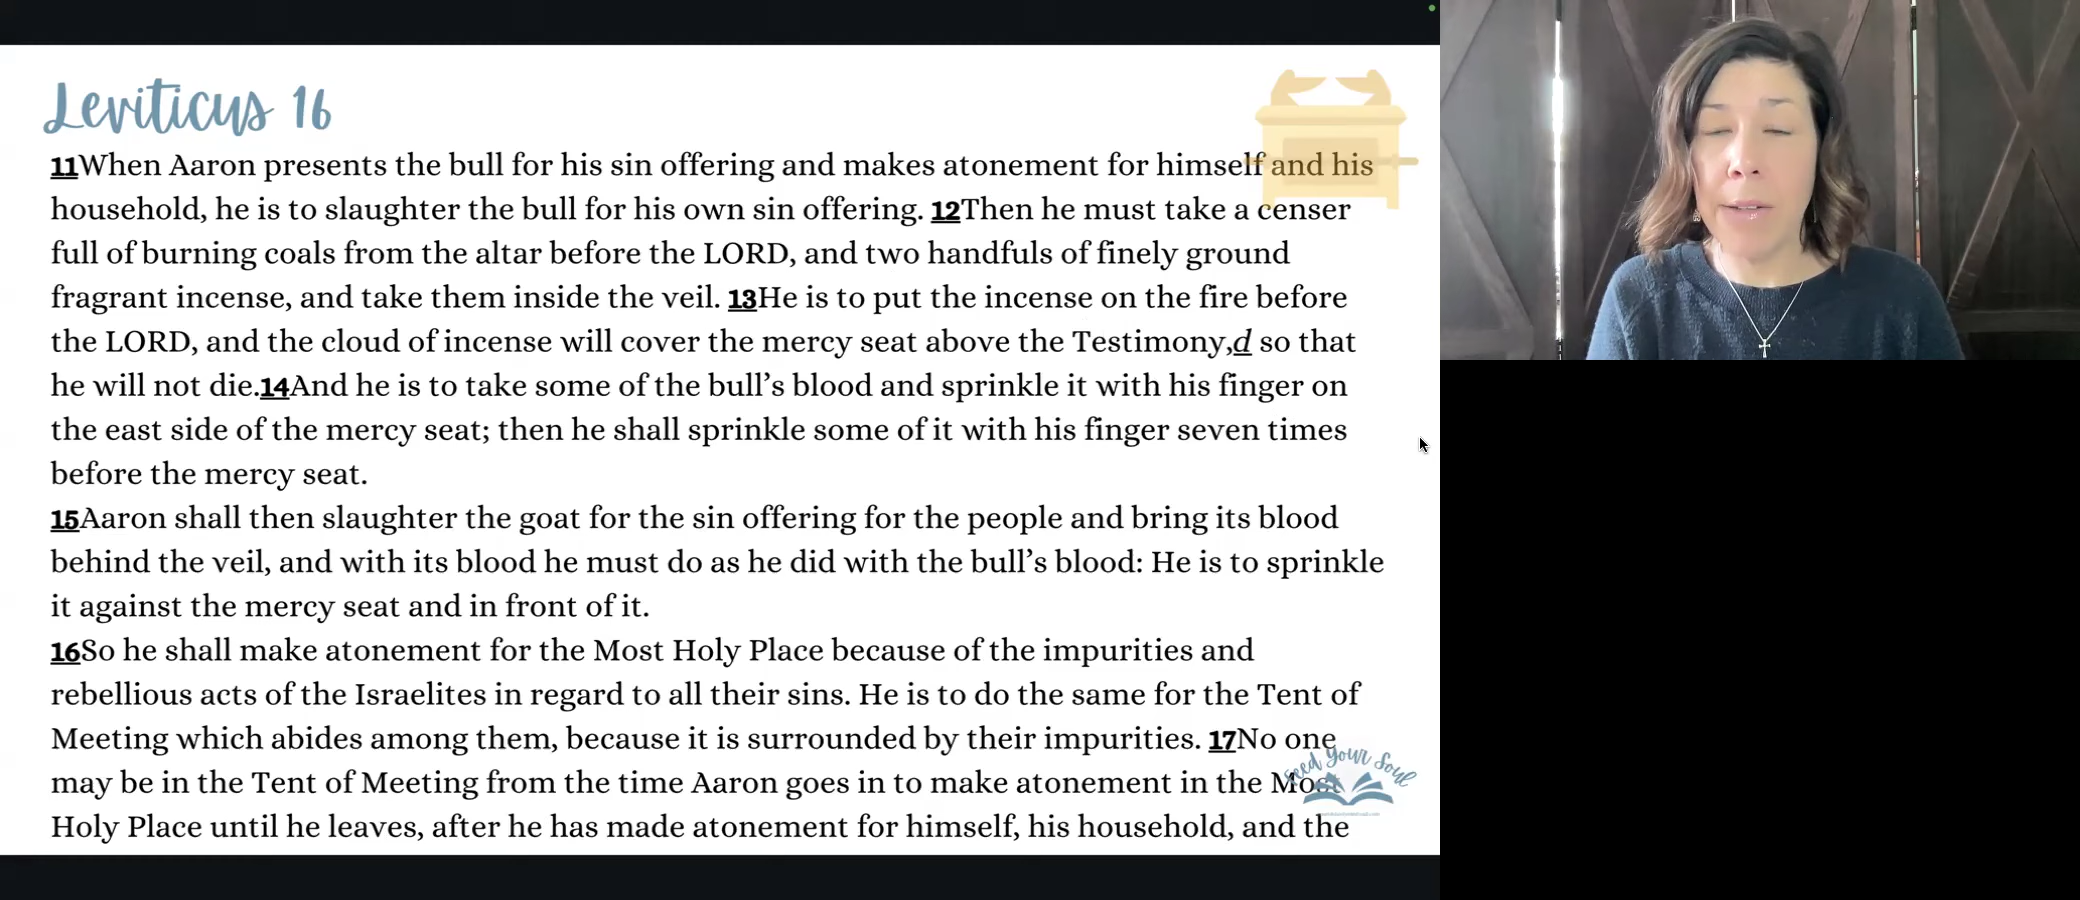 Leviticus 16
11When Aaron presents the bull for his sin offering and makes atonement for himself and his
household, he is to slaughter the bull for his own sin offering. 12Then he must take a censer
full of burning coals from the altar before the LORD, and two handfuls of finely ground
fragrant incense, and take them inside the veil. 13He is to put the incense on the fire before
the LORD, and the cloud of incense will cover the mercy seat above the Testimony,d so that
he will not die.14And he is to take some of the bull’s blood and sprinkle it with his finger on
the east side of the mercy seat; then he shall sprinkle some of it with his finger seven times
before the mercy seat.
15Aaron shall then slaughter the goat for the sin offering for the people and bring its blood
behind the veil, and with its blood he must do as he did with the bull’s blood: He is to sprinkle
it against the mercy seat and in front of it.
16So he shall make atonement for the Most Holy Place because of the impurities and
rebellious acts of the Israelites in regard to all their sins. He is to do the same for the Tent of
Meeting which abides among them, because it is surrounded by their impurities. 17No one
may be in the Tent of Meeting from the time Aaron goes in to make atonement in the Most
Holy Place until he leaves, after he has made atonement for himself, his household, and the
Feed Your Soul